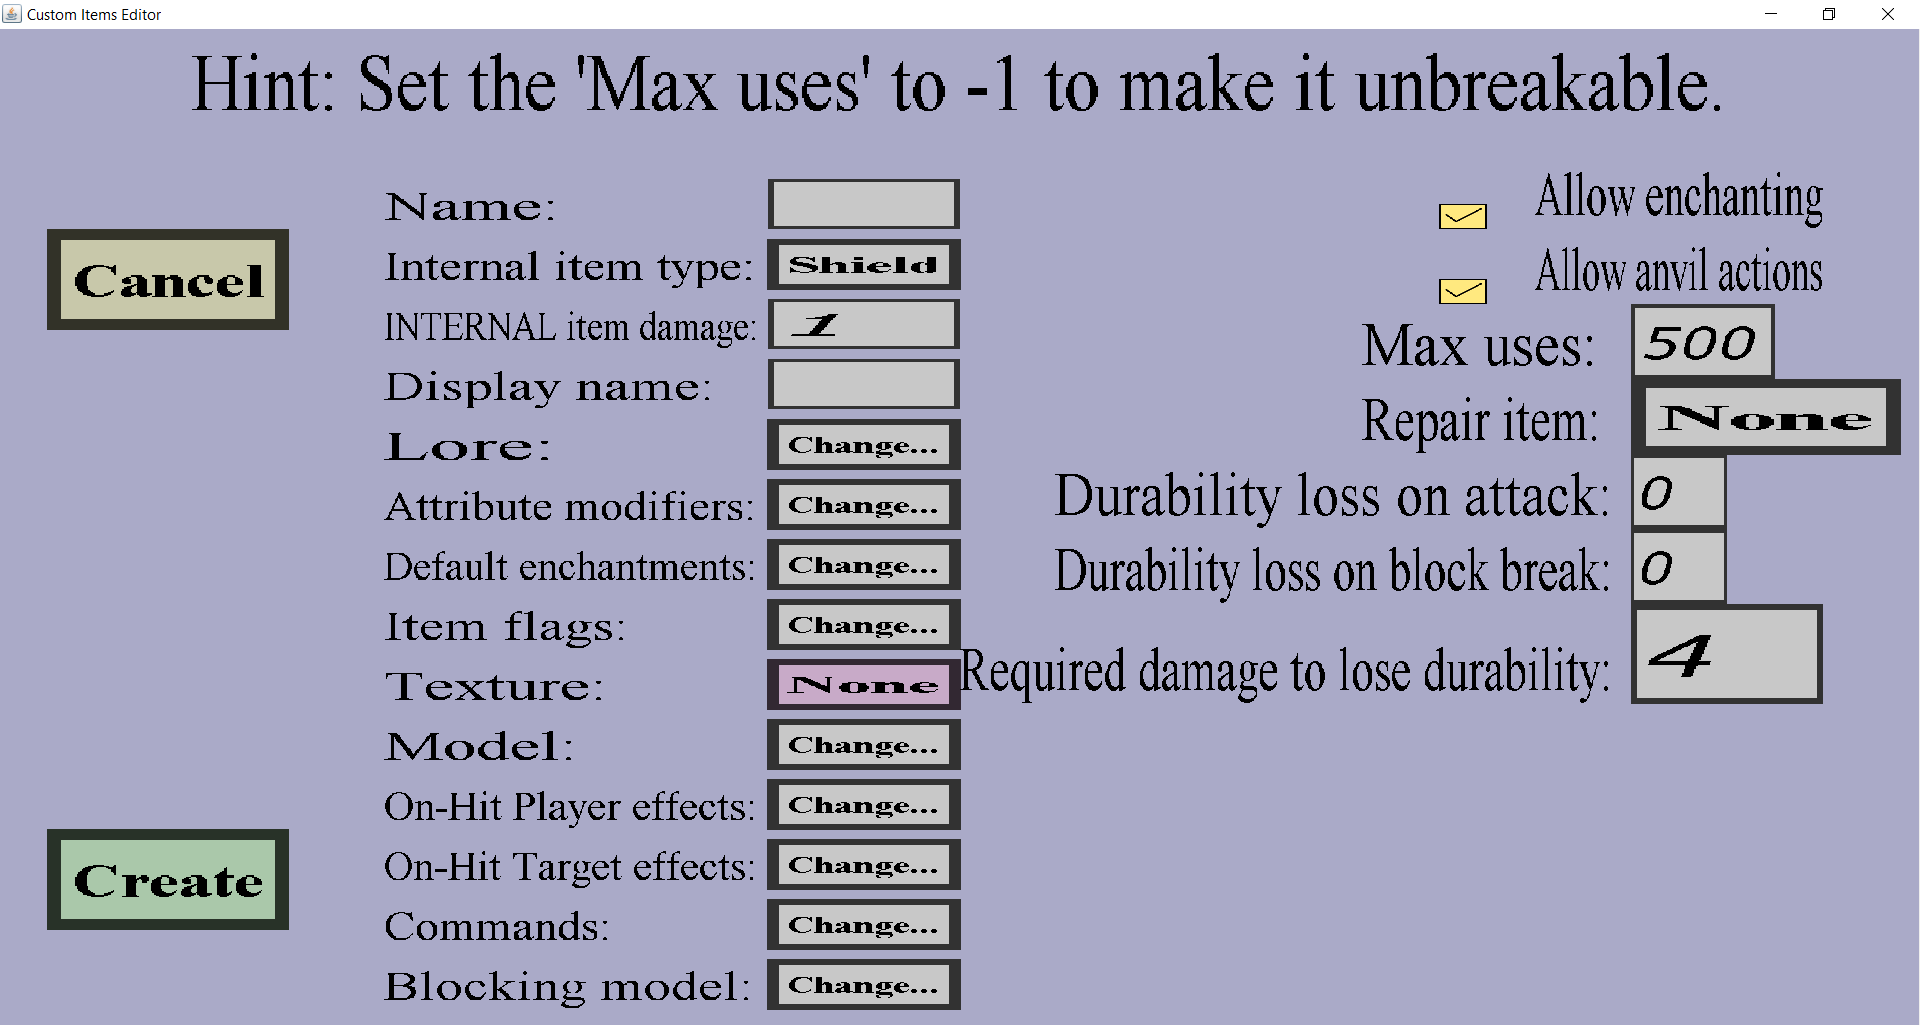 Custom Items Editor
Hint: Set the 'Max uses' to -1 to make it unbreakable.
Cancel
Create
Name:
Internal item type: Shield
INTERNAL item damage: 1
Display name:
Lore: Change...
Attribute modifiers: Change...
Default enchantments: Change...
Item flags: Change...
Texture: None
Model: Change...
On-Hit Player effects: Change...
On-Hit Target effects: Change...
Commands: Change...
Blocking model: Change...
Allow enchanting
Allow anvil actions
Max uses: 500
Repair item: None
Durability loss on attack: 0
Durability loss on block break: 0
Required damage to lose durability: 4